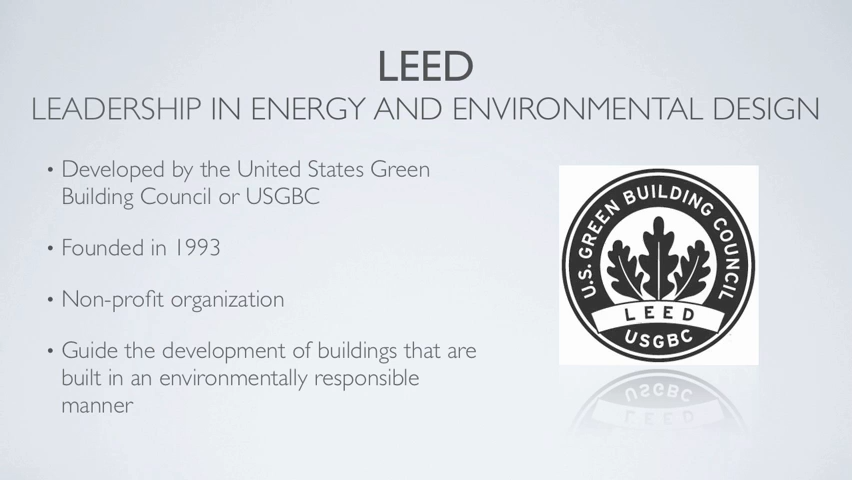 LEED
LEADERSHIP IN ENERGY AND ENVIRONMENTAL DESIGN
• Developed by the United States Green
Building Council or USGBC
• Founded in 1993
• Non-profit organization
• Guide the development of buildings that are
built in an environmentally responsible
manner
U.S. GREEN BUILDING COUNCIL
LEED
USGBC